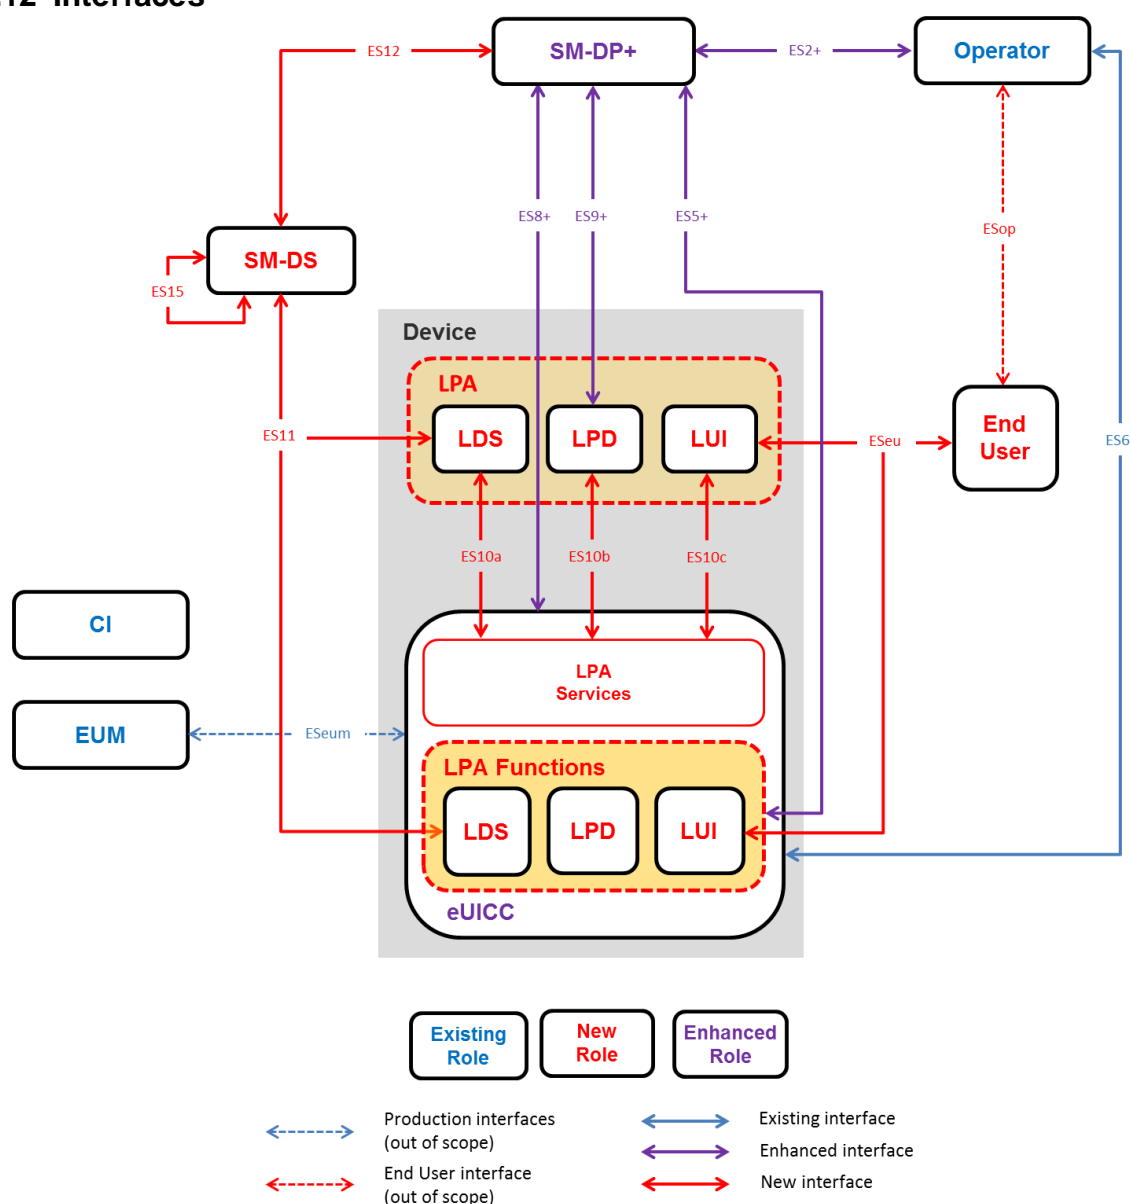 Interfaces
ES12
SM-DP+
ES2+
Operator
ES8+
ES9+
ES5+
ESop
SM-DS
ES15
Device
LPA
LDS
LPD
LUI
ES11
ESeu
End
User
ES6
ES10a
ES10b
ES10c
CI
LPA
Services
EUM
ESeum
LPA Functions
LDS
LPD
LUI
eUICC
Existing
Role
New
Role
Enhanced
Role
Production interfaces
(out of scope)
Existing interface
Enhanced interface
End User interface
(out of scope)
New interface